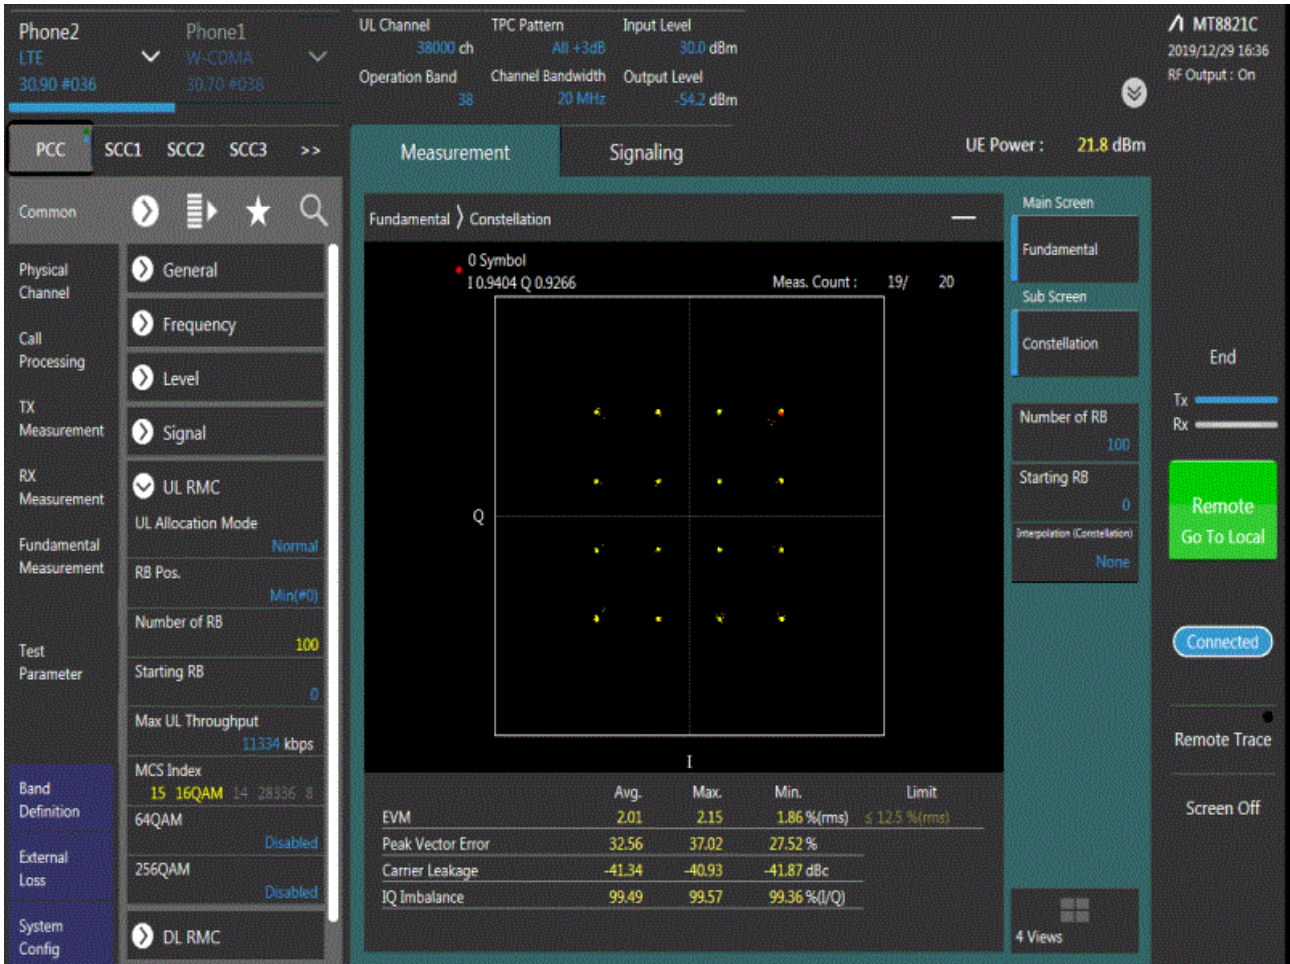 Phone2
LTE
30.90 #036
Phone1
W-CDMA
30.70 #038
UL Channel
38000 ch
TPC Pattern
All +3dB
Input Level
30.0 dBm
Operation Band
38
Channel Bandwidth
20 MHz
Output Level
-54.2 dBm
MT8821C
2019/12/29 16:36
RF Output : On
PCC SCC1 SCC2 SCC3 >>
Measurement
Signaling
UE Power : 21.8 dBm
Common
Physical
Channel
Call
Processing
TX
Measurement
RX
Measurement
Fundamental
Measurement
Test
Parameter
Band
Definition
External
Loss
System
Config
General
Frequency
Level
Signal
UL RMC
UL Allocation Mode
Normal
RB Pos.
Min(#0)
Number of RB
100
Starting RB
0
Max UL Throughput
11334 kbps
MCS Index
15 16QAM 14 28336 8
64QAM
Disabled
256QAM
Disabled
DL RMC
Fundamental 〉 Constellation
0 Symbol
I 0.9404 Q 0.9266
Meas. Count : 19/ 20
Q
I
Avg. Max. Min. Limit
EVM 2.01 2.15 1.86 %(rms) ≤ 12.5 %(rms)
Peak Vector Error 32.56 37.02 27.52 %
Carrier Leakage -41.34 -40.93 -41.87 dBc
IQ Imbalance 99.49 99.57 99.36 %(I/Q)
Main Screen
Fundamental
Sub Screen
Constellation
Number of RB
100
Starting RB
0
Interpolation (Constellation)
None
4 Views
End
Tx
Rx
Remote
Go To Local
Connected
Remote Trace
Screen Off